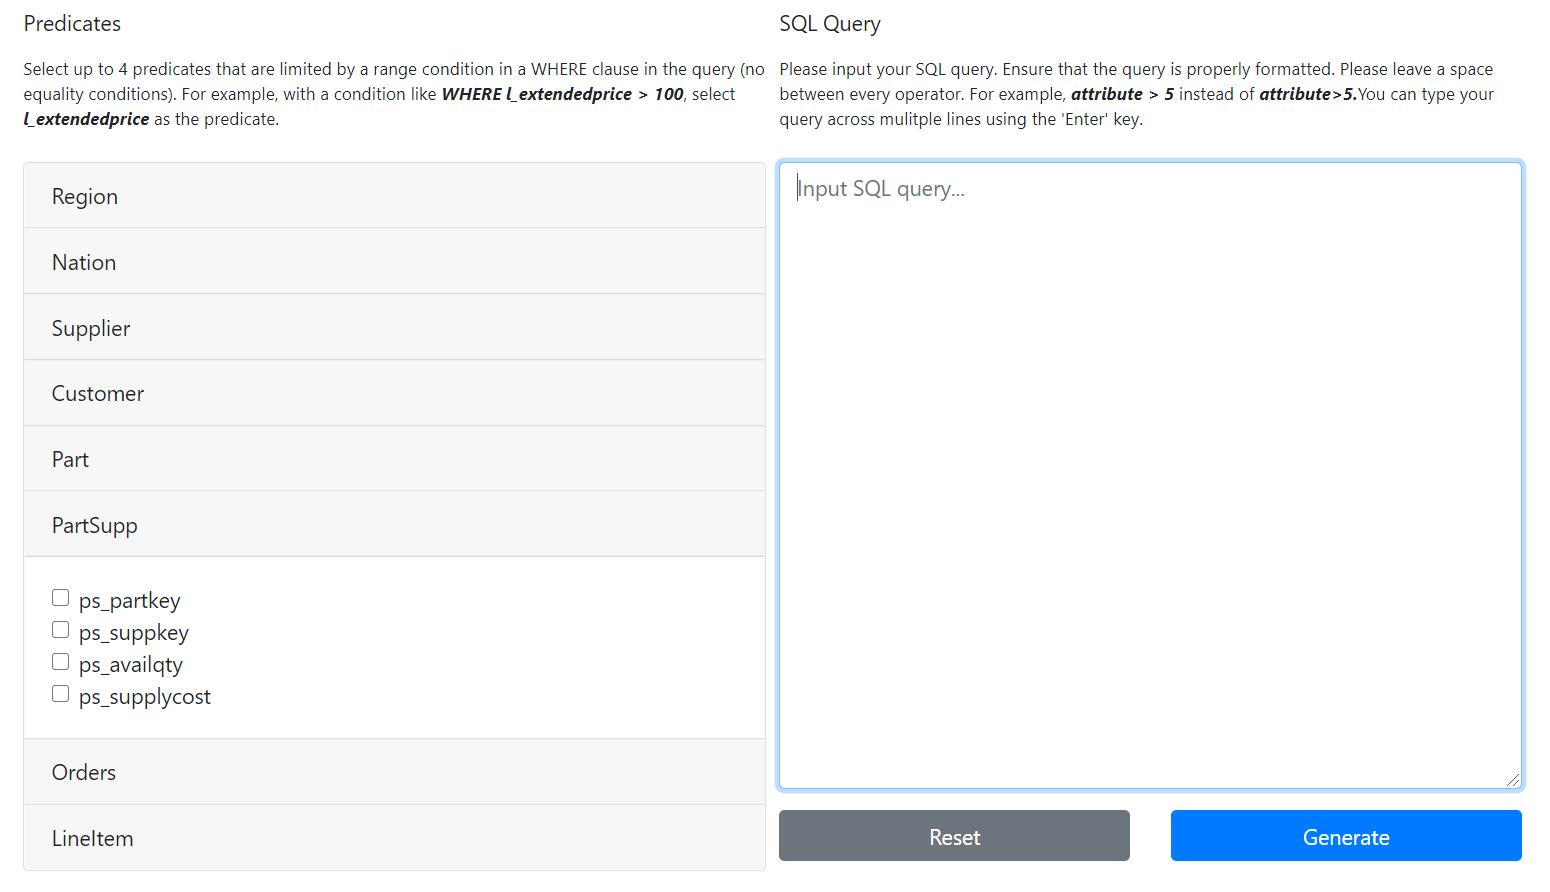 Predicates
Select up to 4 predicates that are limited by a range condition in a WHERE clause in the query (no
equality conditions). For example, with a condition like WHERE l_extendedprice > 100, select
l_extendedprice as the predicate.
Region
Nation
Supplier
Customer
Part
PartSupp
ps_partkey
ps_suppkey
ps_availqty
ps_supplycost
Orders
LineItem
SQL Query
Please input your SQL query. Ensure that the query is properly formatted. Please leave a space
between every operator. For example, attribute > 5 instead of attribute>5.You can type your
query across mulitple lines using the 'Enter' key.
Input SQL query...
Reset
Generate